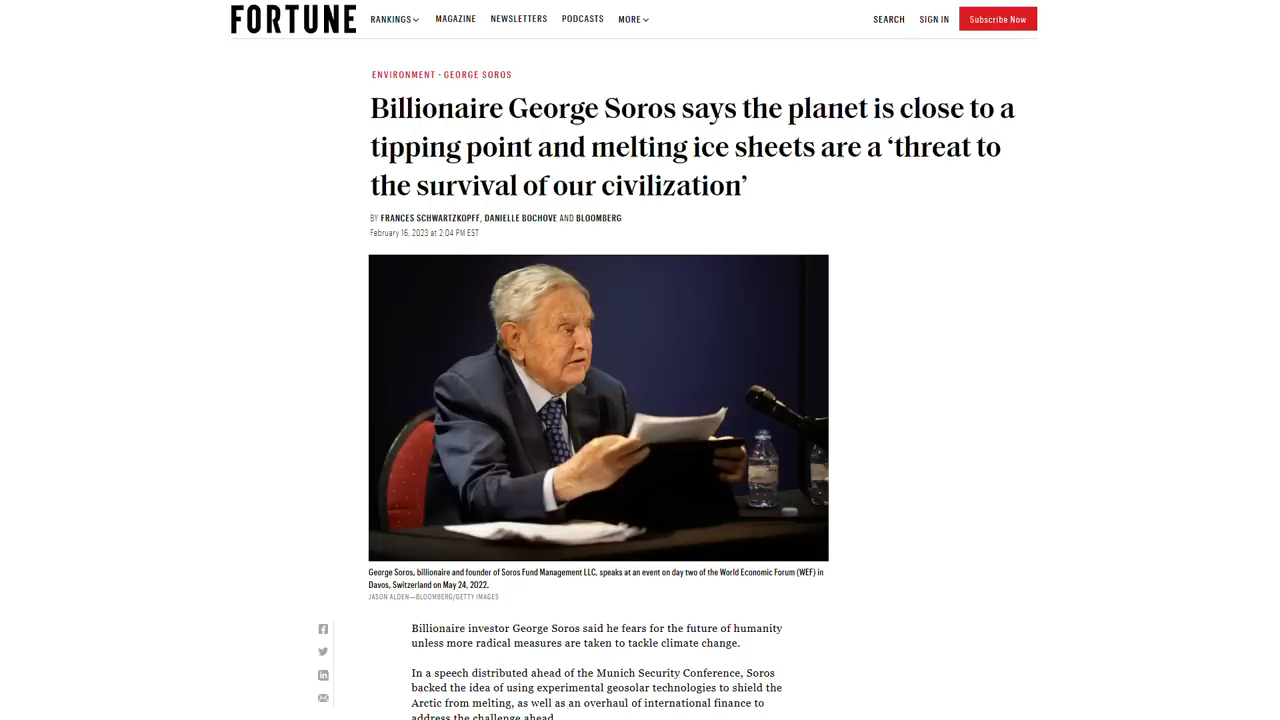 FORTUNE RANKINGS MAGAZINE NEWSLETTERS PODCASTS MORE SEARCH SIGN IN Subscribe Now
ENVIRONMENT · GEORGE SOROS
Billionaire George Soros says the planet is close to a
tipping point and melting ice sheets are a ‘threat to
the survival of our civilization’
BY FRANCES SCHWARTZKOPFF, DANIELLE BOCHOVE AND BLOOMBERG
February 16, 2023 at 2:04 PM EST
George Soros, billionaire and founder of Soros Fund Management LLC, speaks at an event on day two of the World Economic Forum (WEF) in
Davos, Switzerland on May 24, 2022.
JASON ALDEN—BLOOMBERG/GETTY IMAGES
Billionaire investor George Soros said he fears for the future of humanity
unless more radical measures are taken to tackle climate change.
In a speech distributed ahead of the Munich Security Conference, Soros
backed the idea of using experimental geosolar technologies to shield the
Arctic from melting, as well as an overhaul of international finance to
address the challenge ahead.